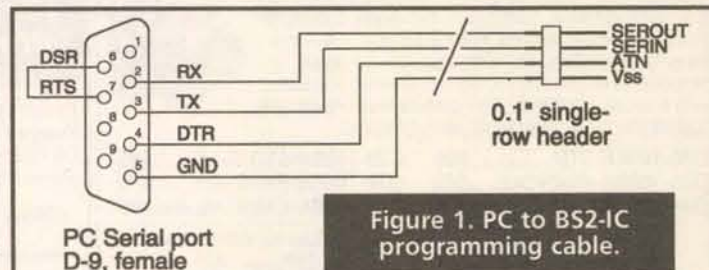 DSR
RTS
6
7
8
9
1
2
3
4
5
RX
TX
DTR
GND
SEROUT
SERIN
ATN
Vss
0.1" single-
row header
PC Serial port
D-9, female
Figure 1. PC to BS2-IC
programming cable.